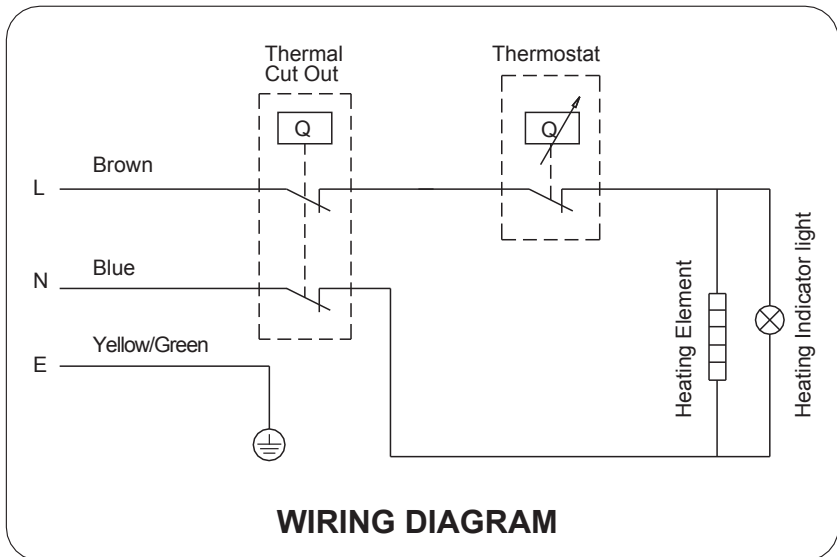 Thermal
Cut Out
Thermostat
Q
Q
L
Brown
N
Blue
E
Yellow/Green
Heating Element
Heating Indicator light
WIRING DIAGRAM